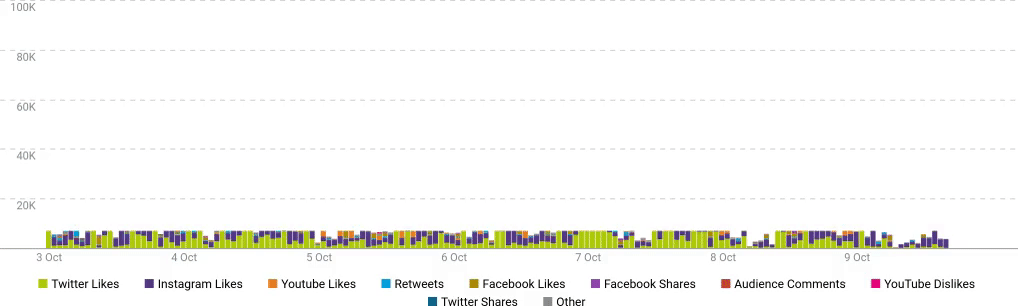 100K
80K
60K
40K
20K
3 Oct 4 Oct 5 Oct 6 Oct 7 Oct 8 Oct 9 Oct
Twitter Likes Instagram Likes Youtube Likes Retweets Facebook Likes Facebook Shares Audience Comments YouTube Dislikes
Twitter Shares Other